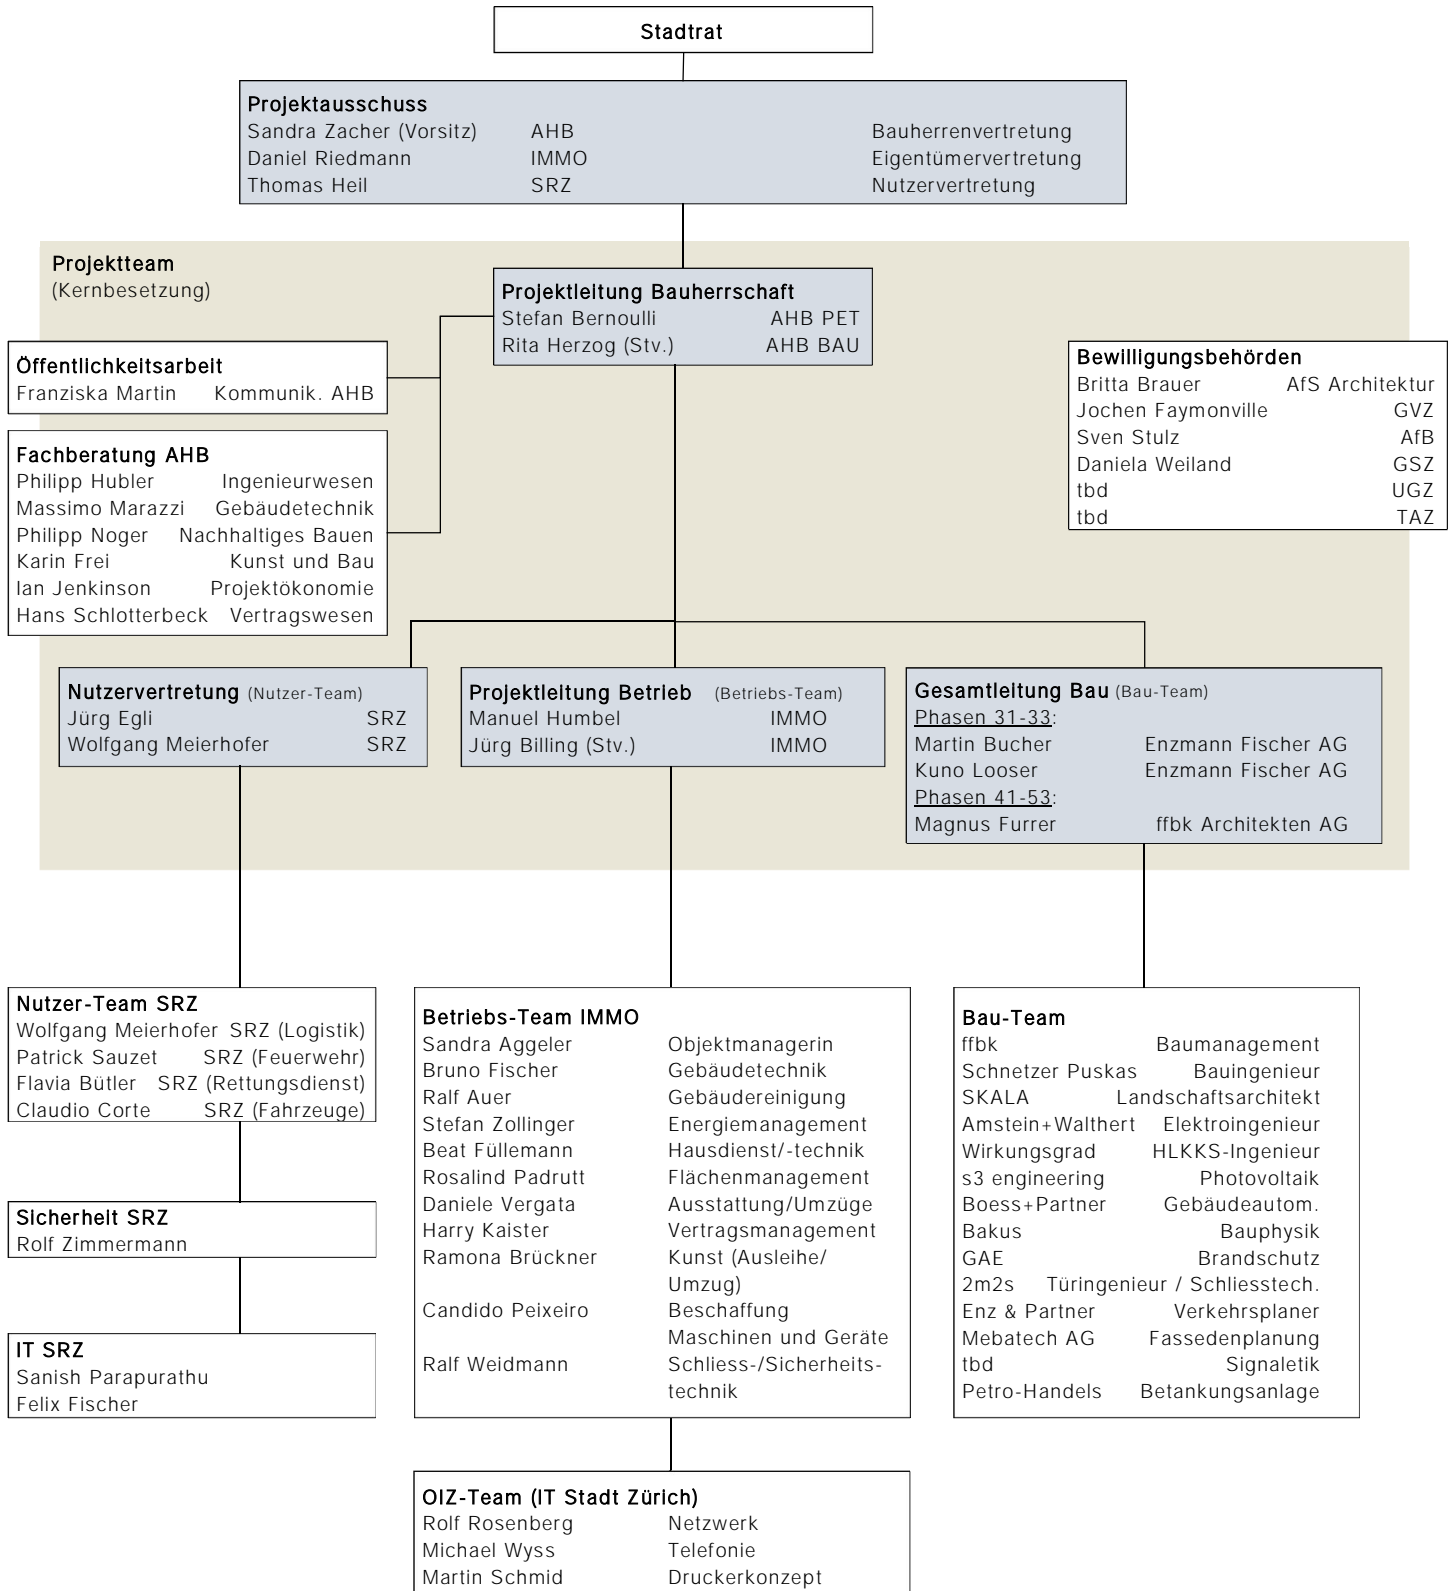 Stadtrat
Projektausschuss
Sandra Zacher (Vorsitz) AHB Bauherrenvertretung
Daniel Riedmann IMMO Eigentümervertretung
Thomas Heil SRZ Nutzervertretung
Projektteam
(Kernbesetzung)
Projektleitung Bauherrschaft
Stefan Bernoulli AHB PET
Rita Herzog (Stv.) AHB BAU
Öffentlichkeitsarbeit
Franziska Martin Kommunik. AHB
Fachberatung AHB
Philipp Hubler Ingenieurwesen
Massimo Marazzi Gebäudetechnik
Philipp Noger Nachhaltiges Bauen
Karin Frei Kunst und Bau
Ian Jenkinson Projektökonomie
Hans Schlotterbeck Vertragswesen
Bewilligungsbehörden
Britta Brauer AfS Architektur
Jochen Faymonville GVZ
Sven Stulz AfB
Daniela Weiland GSZ
tbd UGZ
tbd TAZ
Nutzervertretung (Nutzer-Team)
Jürg Egli SRZ
Wolfgang Meierhofer SRZ
Projektleitung Betrieb (Betriebs-Team)
Manuel Humbel IMMO
Jürg Billing (Stv.) IMMO
Gesamtleitung Bau (Bau-Team)
Phasen 31-33:
Martin Bucher Enzmann Fischer AG
Kuno Looser Enzmann Fischer AG
Phasen 41-53:
Magnus Furrer ffbk Architekten AG
Nutzer-Team SRZ
Wolfgang Meierhofer SRZ (Logistik)
Patrick Sauzet SRZ (Feuerwehr)
Flavia Bütler SRZ (Rettungsdienst)
Claudio Corte SRZ (Fahrzeuge)
Sicherheit SRZ
Rolf Zimmermann
IT SRZ
Sanish Parapurathu
Felix Fischer
Betriebs-Team IMMO
Sandra Aggeler Objektmanagerin
Bruno Fischer Gebäudetechnik
Ralf Auer Gebäudereinigung
Stefan Zollinger Energiemanagement
Beat Füllemann Hausdienst/-technik
Rosalind Padrutt Flächenmanagement
Daniele Vergata Ausstattung/Umzüge
Harry Kaister Vertragsmanagement
Ramona Brückner Kunst (Ausleihe/
Umzug)
Candido Peixeiro Beschaffung
Maschinen und Geräte
Ralf Weidmann Schliess-/Sicherheits-
technik
Bau-Team
ffbk Baumanagement
Schnetzer Puskas Bauingenieur
SKALA Landschaftsarchitekt
Amstein+Walthert Elektroingenieur
Wirkungsgrad HLKKS-Ingenieur
s3 engineering Photovoltaik
Boess+Partner Gebäudeautom.
Bakus Bauphysik
GAE Brandschutz
2m2s Türingenieur / Schliesstech.
Enz & Partner Verkehrsplaner
Mebatech AG Fassedenplanung
tbd Signaletik
Petro-Handels Betankungsanlage
OIZ-Team (IT Stadt Zürich)
Rolf Rosenberg Netzwerk
Michael Wyss Telefonie
Martin Schmid Druckerkonzept